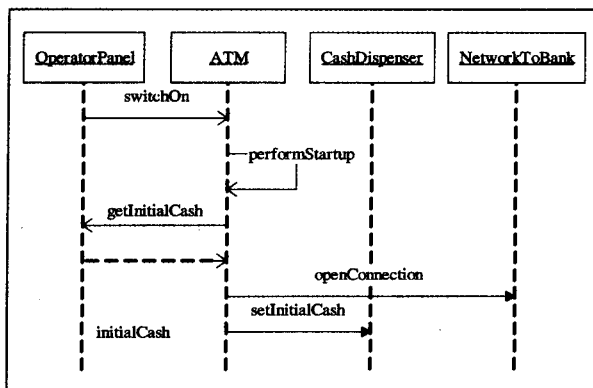 OperatorPanel
ATM
CashDispenser
NetworkToBank
switchOn
performStartup
getInitialCash
openConnection
setInitialCash
initialCash